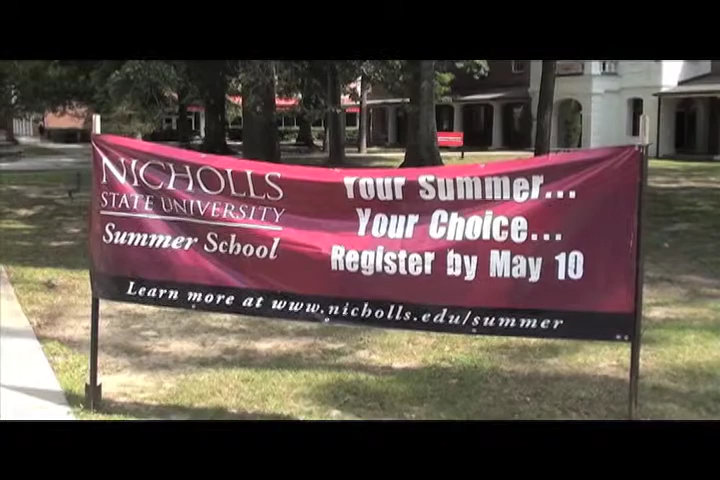 NICHOLLS
STATE UNIVERSITY
Summer School
Your Summer...
Your Choice...
Register by May 10
Learn more at www.nicholls.edu/summer